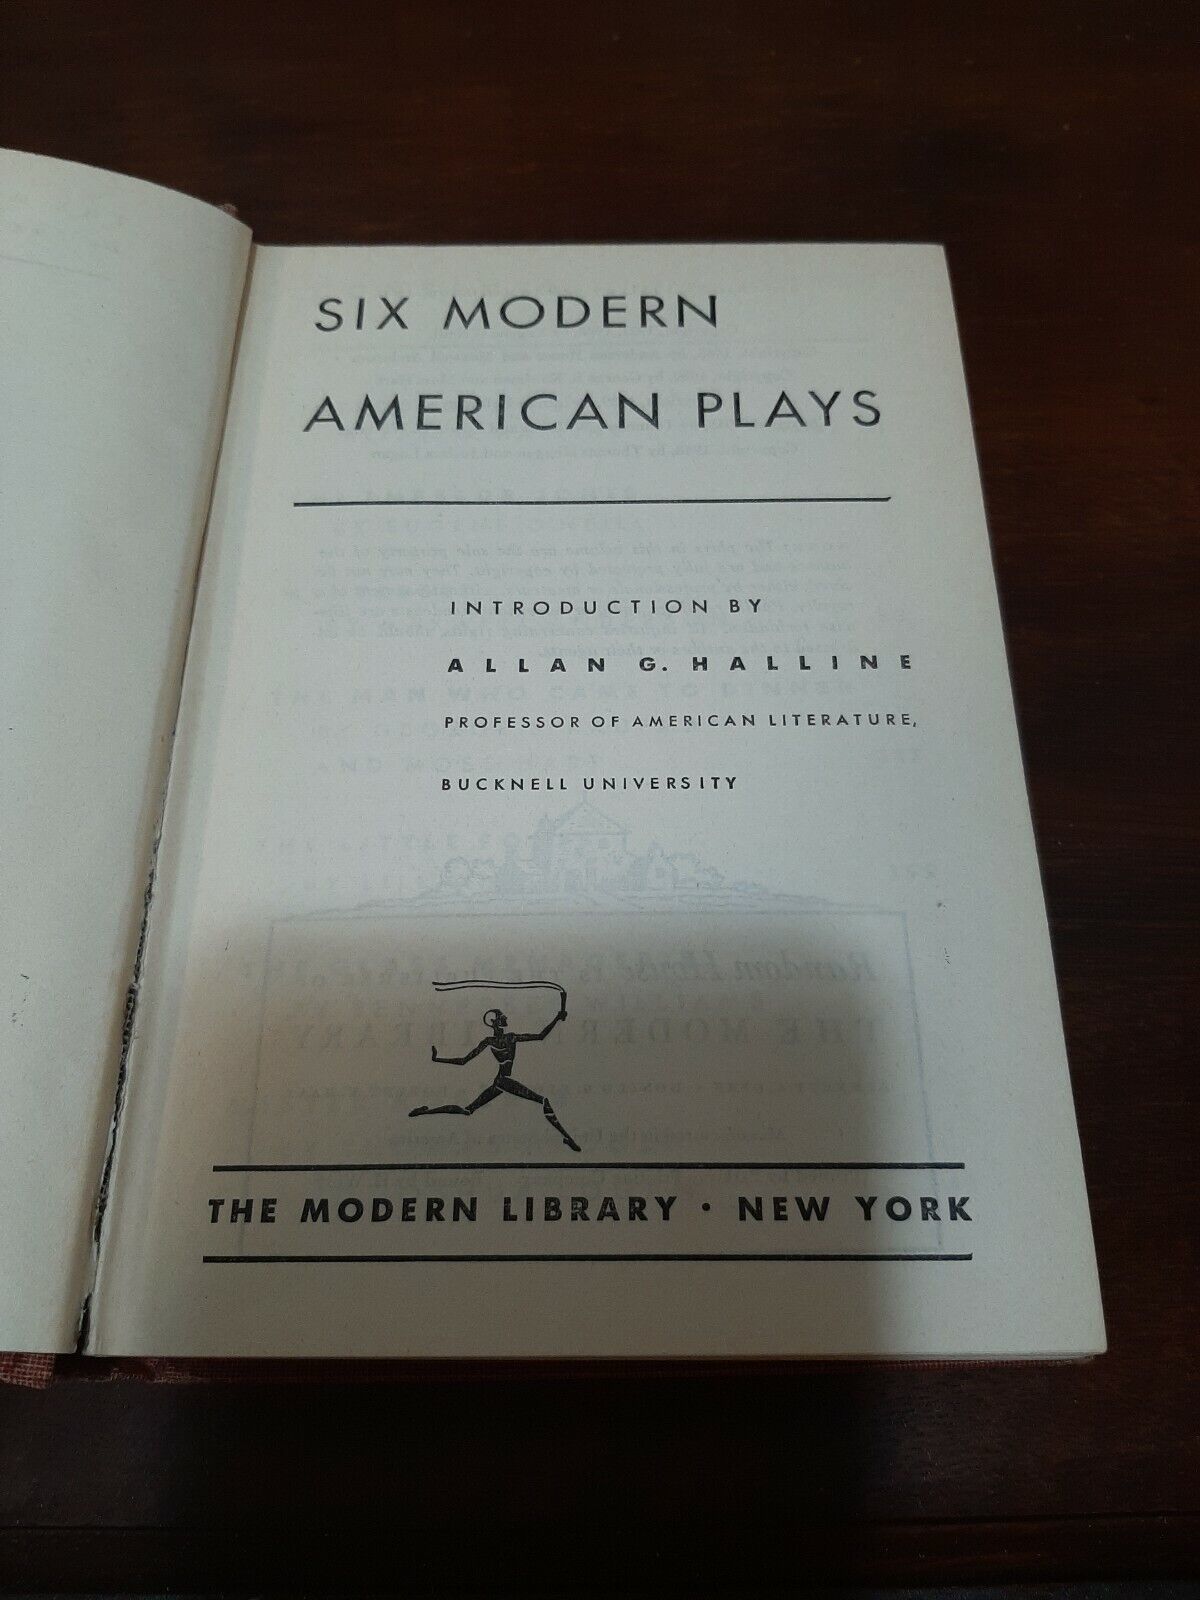 SIX MODERN
AMERICAN PLAYS
INTRODUCTION BY
ALLAN G. HALLINE
PROFESSOR OF AMERICAN LITERATURE,
BUCKNELL UNIVERSITY
THE MODERN LIBRARY · NEW YORK